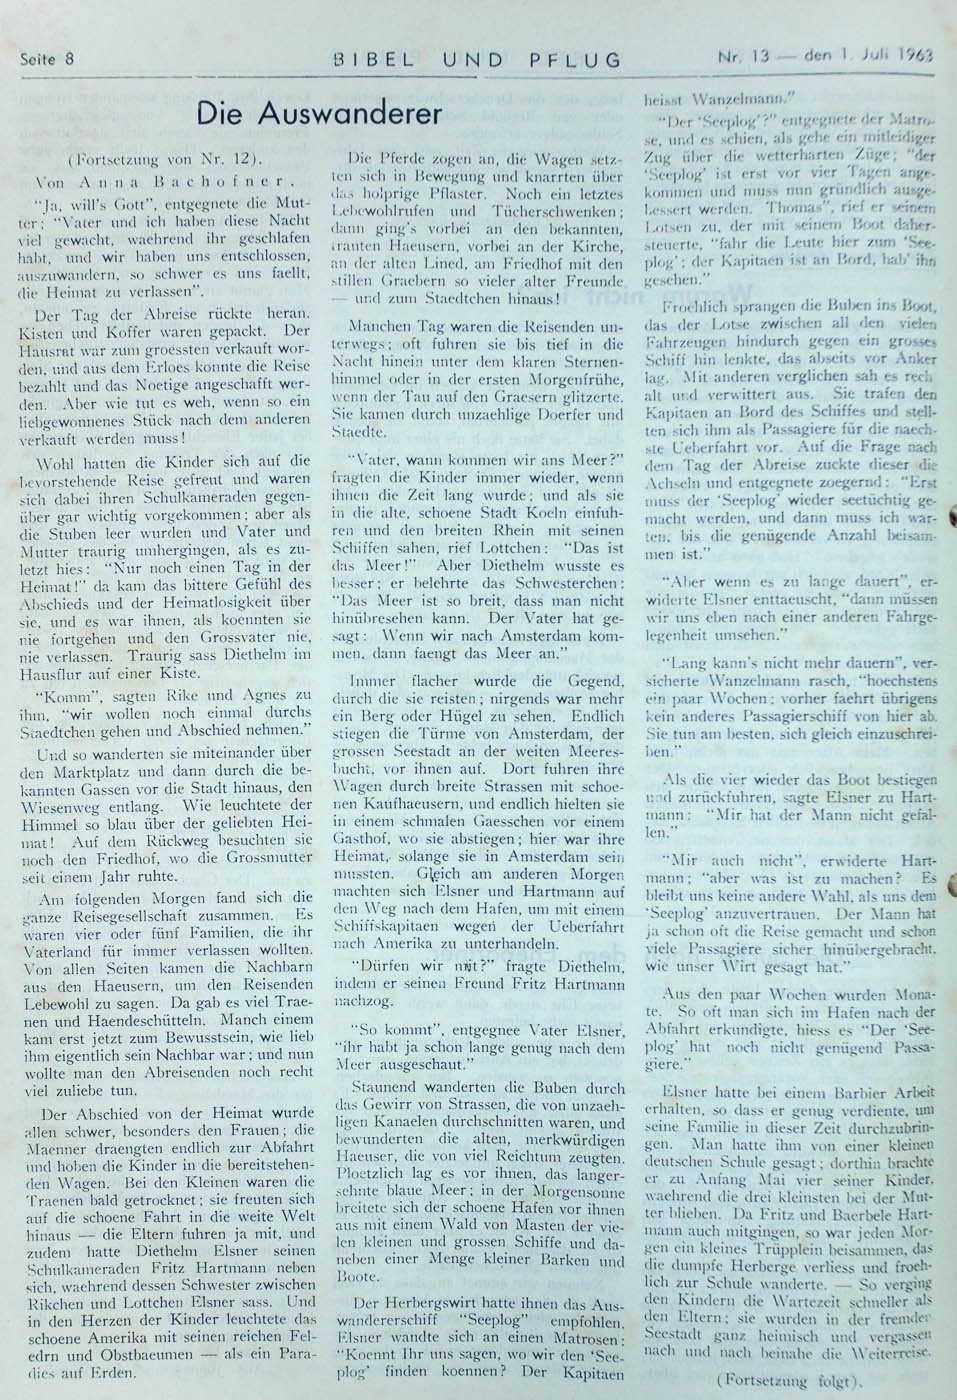 Seite 8
BIBEL UND PFLUG
Nr. 13 — den 1. Juli 1963
Die Auswanderer
(Fortsetzung von Nr. 12).
Von Anna Bachofner.
"Ja, will's Gott", entgegnete die Mut-
ter; "Vater und ich haben diese Nacht
viel gewacht, waehrend ihr geschlafen
habt, und wir haben uns entschlossen,
auszuwandern, so schwer es uns faellt,
die Heimat zu verlassen".
Der Tag der Abreise rückte heran.
Kisten und Koffer waren gepackt. Der
Hausrat war zum groessten verkauft wor-
den, und aus dem Erloes konnte die Reise
bezahlt und das Noetige angeschafft wer-
den. Aber wie tut es weh, wenn so ein
liebgewonnenes Stück nach dem anderen
verkauft werden muss!
Wohl hatten die Kinder sich auf die
bevorstehende Reise gefreut und waren
sich dabei ihren Schulkameraden gegen-
über gar wichtig vorgekommen; aber als
die Stuben leer wurden und Vater und
Mutter traurig umhergingen, als es zu-
letzt hies: "Nur noch einen Tag in der
Heimat!" da kam das bittere Gefühl des
Abschieds und der Heimatlosigkeit über
sie, und es war ihnen, als koennten sie
nie fortgehen und den Grossvater nie,
nie verlassen. Traurig sass Diethelm im
Hausflur auf einer Kiste.
"Komm", sagten Rike und Agnes zu
ihm, "wir wollen noch einmal durchs
Staedtchen gehen und Abschied nehmen."
Und so wanderten sie miteinander über
den Marktplatz und dann durch die be-
kannten Gassen vor die Stadt hinaus, den
Wiesenweg entlang. Wie leuchtete der
Himmel so blau über der geliebten Hei-
mat! Auf dem Rückweg besuchten sie
noch den Friedhof, wo die Grossmutter
seit einem Jahr ruhte.
Am folgenden Morgen fand sich die
ganze Reisegesellschaft zusammen. Es
waren vier oder fünf Familien, die ihr
Vaterland für immer verlassen wollten.
Von allen Seiten kamen die Nachbarn
aus den Haeusern, um den Reisenden
Lebewohl zu sagen. Da gab es viel Trae-
nen und Haendeschütteln. Manch einem
kam erst jetzt zum Bewusstsein, wie lieb
ihm eigentlich sein Nachbar war; und nun
wollte man den Abreisenden noch recht
viel zuliebe tun.
Der Abschied von der Heimat wurde
allen schwer, besonders den Frauen; die
Maenner draengten endlich zur Abfahrt
und hoben die Kinder in die bereitstehen-
den Wagen. Bei den Kleinen waren die
Traenen bald getrocknet; sie freuten sich
auf die schoene Fahrt in die weite Welt
hinaus — die Eltern fuhren ja mit, und
zudem hatte Diethelm Elsner seinen
Schulkameraden Fritz Hartmann neben
sich, waehrend dessen Schwester zwischen
Rikchen und Lottchen Elsner sass. Und
in den Herzen der Kinder leuchtete das
schoene Amerika mit seinen reichen Fel-
edrn und Obstbaeumen — als ein Para-
dies auf Erden.
Die Pferde zogen an, die Wagen setz-
ten sich in Bewegung und knarrten über
das holprige Pflaster. Noch ein letztes
Lebewohlrufen und Tücherschwenken;
dann ging's vorbei an den bekannten,
trauten Haeusern, vorbei an der Kirche,
an der alten Lined, am Friedhof mit den
stillen Graebern so vieler alter Freunde
— und zum Staedtchen hinaus!
Manchen Tag waren die Reisenden un-
terwegs; oft fuhren sie bis tief in die
Nacht hinein unter dem klaren Sternen-
himmel oder in der ersten Morgenfrühe,
wenn der Tau auf den Graesern glitzerte.
Sie kamen durch unzaehlige Doerfer und
Staedte.
"Vater, wann kommen wir ans Meer?"
fragten die Kinder immer wieder, wenn
ihnen die Zeit lang wurde; und als sie
in die alte, schoene Stadt Koeln einfuh-
ren und den breiten Rhein mit seinen
Schiffen sahen, rief Lottchen: "Das ist
das Meer!" Aber Diethelm wusste es
besser; er belehrte das Schwesterchen:
"Das Meer ist so breit, dass man nicht
hinübresehen kann. Der Vater hat ge-
sagt: Wenn wir nach Amsterdam kom-
men, dann faengt das Meer an."
Immer flacher wurde die Gegend,
durch die sie reisten; nirgends war mehr
ein Berg oder Hügel zu sehen. Endlich
stiegen die Türme von Amsterdam, der
grossen Seestadt an der weiten Meeres-
bucht, vor ihnen auf. Dort fuhren ihre
Wagen durch breite Strassen mit schoe-
nen Kaufhaeusern, und endlich hielten sie
in einem schmalen Gaesschen vor einem
Gasthof, wo sie abstiegen; hier war ihre
Heimat, solange sie in Amsterdam sein
mussten. Gleich am anderen Morgen
machten sich Elsner und Hartmann auf
den Weg nach dem Hafen, um mit einem
Schiffskapitaen wegen der Ueberfahrt
nach Amerika zu unterhandeln.
"Dürfen wir mit?" fragte Diethelm,
indem er seinen Freund Fritz Hartmann
nachzog.
"So kommt", entgegnee Vater Elsner,
"ihr habt ja schon lange genug nach dem
Meer ausgeschaut."
Staunend wanderten die Buben durch
das Gewirr von Strassen, die von unzaeh-
ligen Kanaelen durchschnitten waren, und
bewunderten die alten, merkwürdigen
Haeuser, die von viel Reichtum zeugten.
Ploetzlich lag es vor ihnen, das langer-
sehnte blaue Meer; in der Morgensonne
breitete sich der schoene Hafen vor ihnen
aus mit einem Wald von Masten der vie-
len kleinen und grossen Schiffe und da-
neben einer Menge kleiner Barken und
Boote.
Der Herbergswirt hatte ihnen das Aus-
wandererschiff "Seeplog" empfohlen.
Elsner wandte sich an einen Matrosen:
"Koennt Ihr uns sagen, wo wir den 'See-
plog' finden koennen? Der Kapitaen
heisst Wanzelmann."
"Der 'Seeplog'?" entgegnete der Matro-
se, und es schien, als gehe ein mitleidiger
Zug über die wetterharten Züge; "der
'Seeplog' ist erst vor vier Tagen ange-
kommen und muss nun gründlich ausge-
bessert werden. Thomas", rief er seinem
Lotsen zu, der mit seinem Boot daher-
steuerte, "fahr die Leute hier zum 'See-
plog'; der Kapitaen ist an Bord, hab' ihn
gesehen."
Froehlich sprangen die Buben ins Boot,
das der Lotse zwischen all den vielen
Fahrzeugen hindurch gegen ein grosses
Schiff hin lenkte, das abseits vor Anker
lag. Mit anderen verglichen sah es rech
alt und verwittert aus. Sie trafen den
Kapitaen an Bord des Schiffes und stell-
ten sich ihm als Passagiere für die naech-
ste Ueberfahrt vor. Auf die Frage nach
dem Tag der Abreise zuckte dieser die
Achseln und entgegnete zoegernd: "Erst
muss der 'Seeplog' wieder seetüchtig ge-
macht werden, und dann muss ich war-
ten, bis die genügende Anzahl beisam-
men ist."
"Aber wenn es zu lange dauert", er-
widerte Elsner enttaeuscht, "dann müssen
wir uns eben nach einer anderen Fahrge-
legenheit umsehen."
"Lang kann's nicht mehr dauern", ver-
sicherte Wanzelmann rasch, "hoechstens
ein paar Wochen; vorher faehrt übrigens
kein anderes Passagierschiff von hier ab.
Sie tun am besten, sich gleich einzuschrei-
ben."
Als die vier wieder das Boot bestiegen
und zurückfuhren, sagte Elsner zu Hart-
mann: "Mir hat der Mann nicht gefal-
len."
"Mir auch nicht", erwiderte Hart-
mann; "aber was ist zu machen? Es
bleibt uns keine andere Wahl, als uns dem
'Seeplog' anzuvertrauen. Der Mann hat
ja schon oft die Reise gemacht und schon
viele Passagiere sicher hinübergebracht,
wie unser Wirt gesagt hat."
Aus den paar Wochen wurden Mona-
te. So oft man sich im Hafen nach der
Abfahrt erkundigte, hiess es "Der 'See-
plog' hat noch nicht genügend Passa-
giere."
Elsner hatte bei einem Barbier Arbeit
erhalten, so dass er genug verdiente, um
seine Familie in dieser Zeit durchzubrin-
gen. Man hatte ihm von einer kleinen
deutschen Schule gesagt; dorthin brachte
er zu Anfang Mai vier seiner Kinder,
waehrend die drei kleinsten bei der Mut-
ter blieben. Da Fritz und Baerbele Hart-
mann auch mitgingen, so war jeden Mor-
gen ein kleines Trüpplein beisammen, das
die dumpfe Herberge verliess und froeh-
lich zur Schule wanderte. — So verging
den Kindern die Wartezeit schneller als
den Eltern; sie wurden in der fremden
Seestadt ganz heimisch und vergassen
nach und nach beinahe die Weiterreise.
(Fortsetzung folgt).